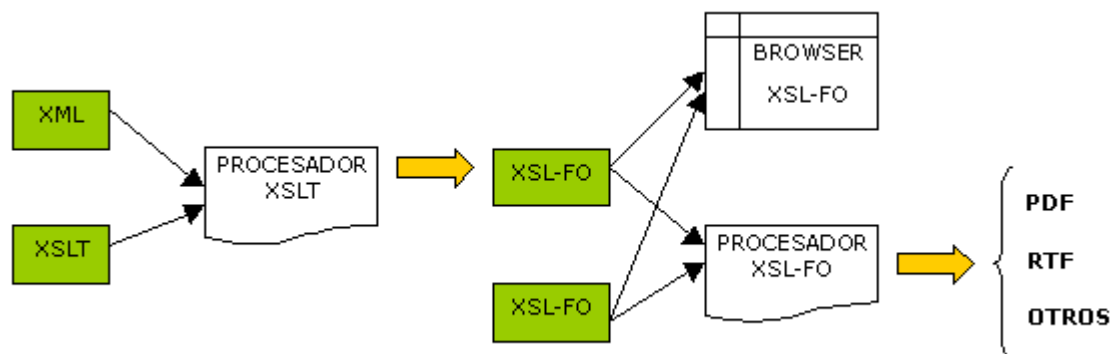 XML
XSLT
PROCESADOR
XSLT
XSL-FO
XSL-FO
BROWSER
XSL-FO
PROCESADOR
XSL-FO
PDF
RTF
OTROS